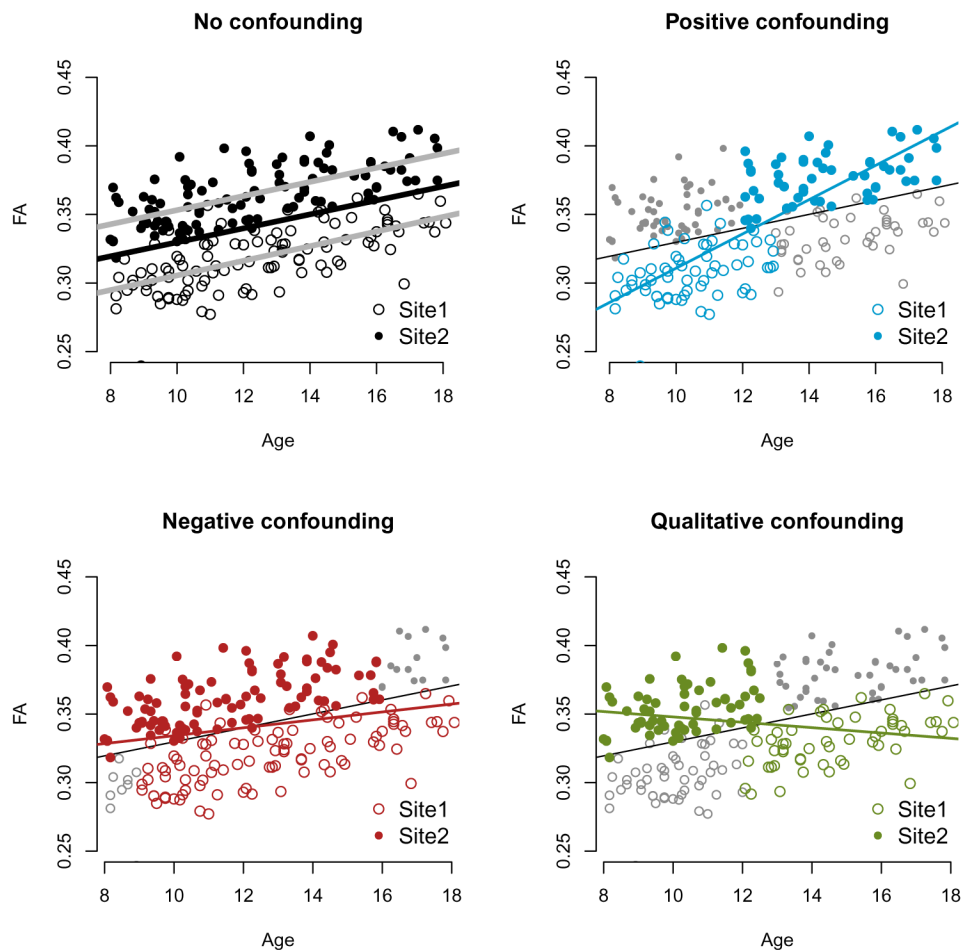 No confounding
FA
0.45
0.40
0.35
0.30
0.25
Site1
Site2
8 10 12 14 16 18
Age
Positive confounding
FA
0.45
0.40
0.35
0.30
0.25
Site1
Site2
8 10 12 14 16 18
Age
Negative confounding
FA
0.45
0.40
0.35
0.30
0.25
Site1
Site2
8 10 12 14 16 18
Age
Qualitative confounding
FA
0.45
0.40
0.35
0.30
0.25
Site1
Site2
8 10 12 14 16 18
Age